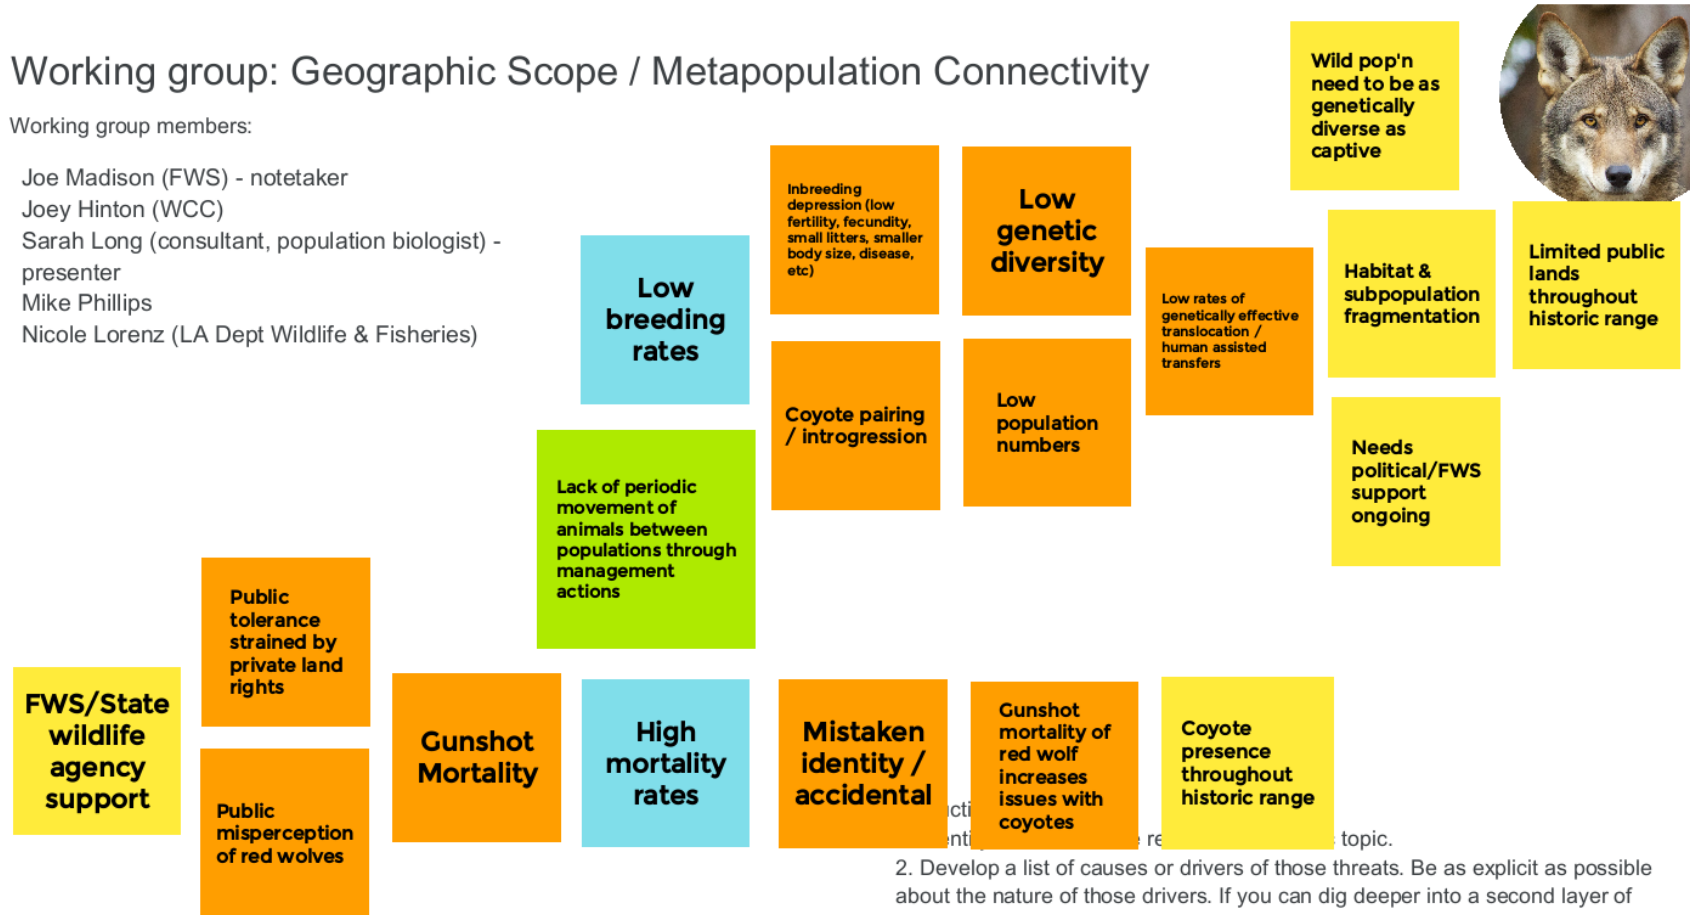 Working group: Geographic Scope / Metapopulation Connectivity
Working group members:
Joe Madison (FWS) - notetaker
Joey Hinton (WCC)
Sarah Long (consultant, population biologist) -
presenter
Mike Phillips
Nicole Lorenz (LA Dept Wildlife & Fisheries)
Wild pop'n
need to be as
genetically
diverse as
captive
Low
breeding
rates
Inbreeding
depression (low
fertility, fecundity,
small litters, smaller
body size, disease,
etc)
Low
genetic
diversity
Low rates of
genetically effective
translocation /
human assisted
transfers
Habitat &
subpopulation
fragmentation
Limited public
lands
throughout
historic range
Coyote pairing
/ introgression
Low
population
numbers
Needs
political/FWS
support
ongoing
Lack of periodic
movement of
animals between
populations through
management
actions
Public
tolerance
strained by
private land
rights
FWS/State
wildlife
agency
support
Public
misperception
of red wolves
Gunshot
Mortality
High
mortality
rates
Mistaken
identity /
accidental
Gunshot
mortality of
red wolf
increases
issues with
coyotes
Coyote
presence
throughout
historic range
topic.
2. Develop a list of causes or drivers of those threats. Be as explicit as possible
about the nature of those drivers. If you can dig deeper into a second layer of